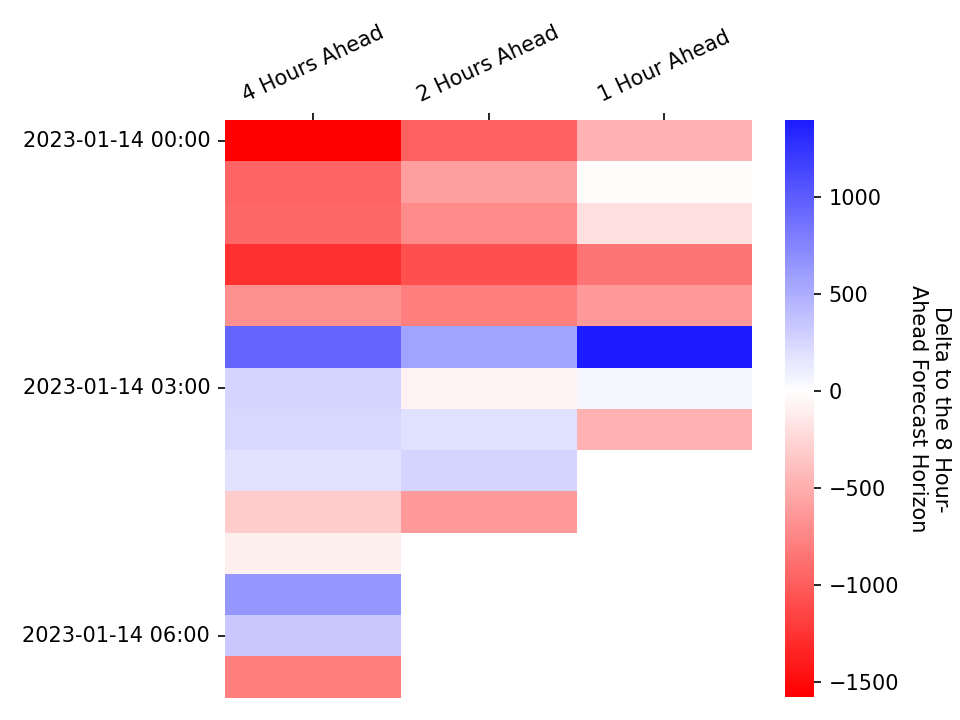 4 Hours Ahead
2 Hours Ahead
1 Hour Ahead
2023-01-14 00:00
2023-01-14 03:00
2023-01-14 06:00
1000
500
0
−500
−1000
−1500
Delta to the 8 Hour-
Ahead Forecast Horizon